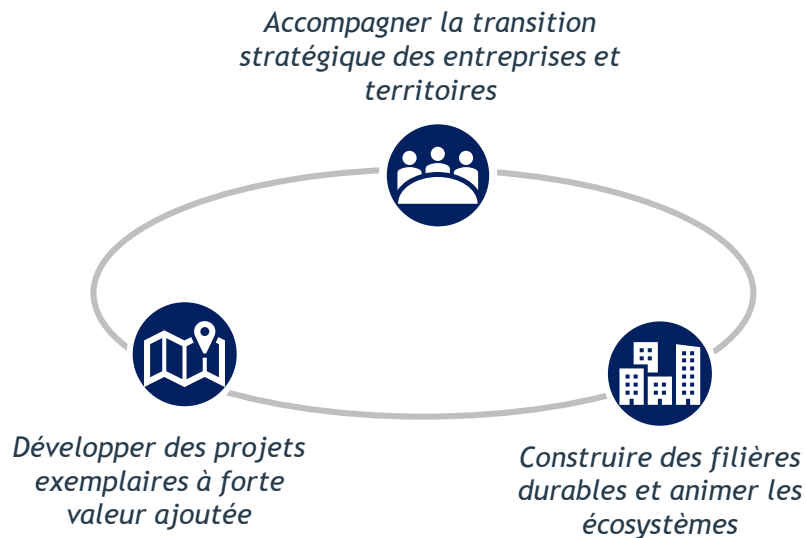 Accompagner la transition
stratégique des entreprises et
territoires
Développer des projets
exemplaires à forte
valeur ajoutée
Construire des filières
durables et animer les
écosystèmes